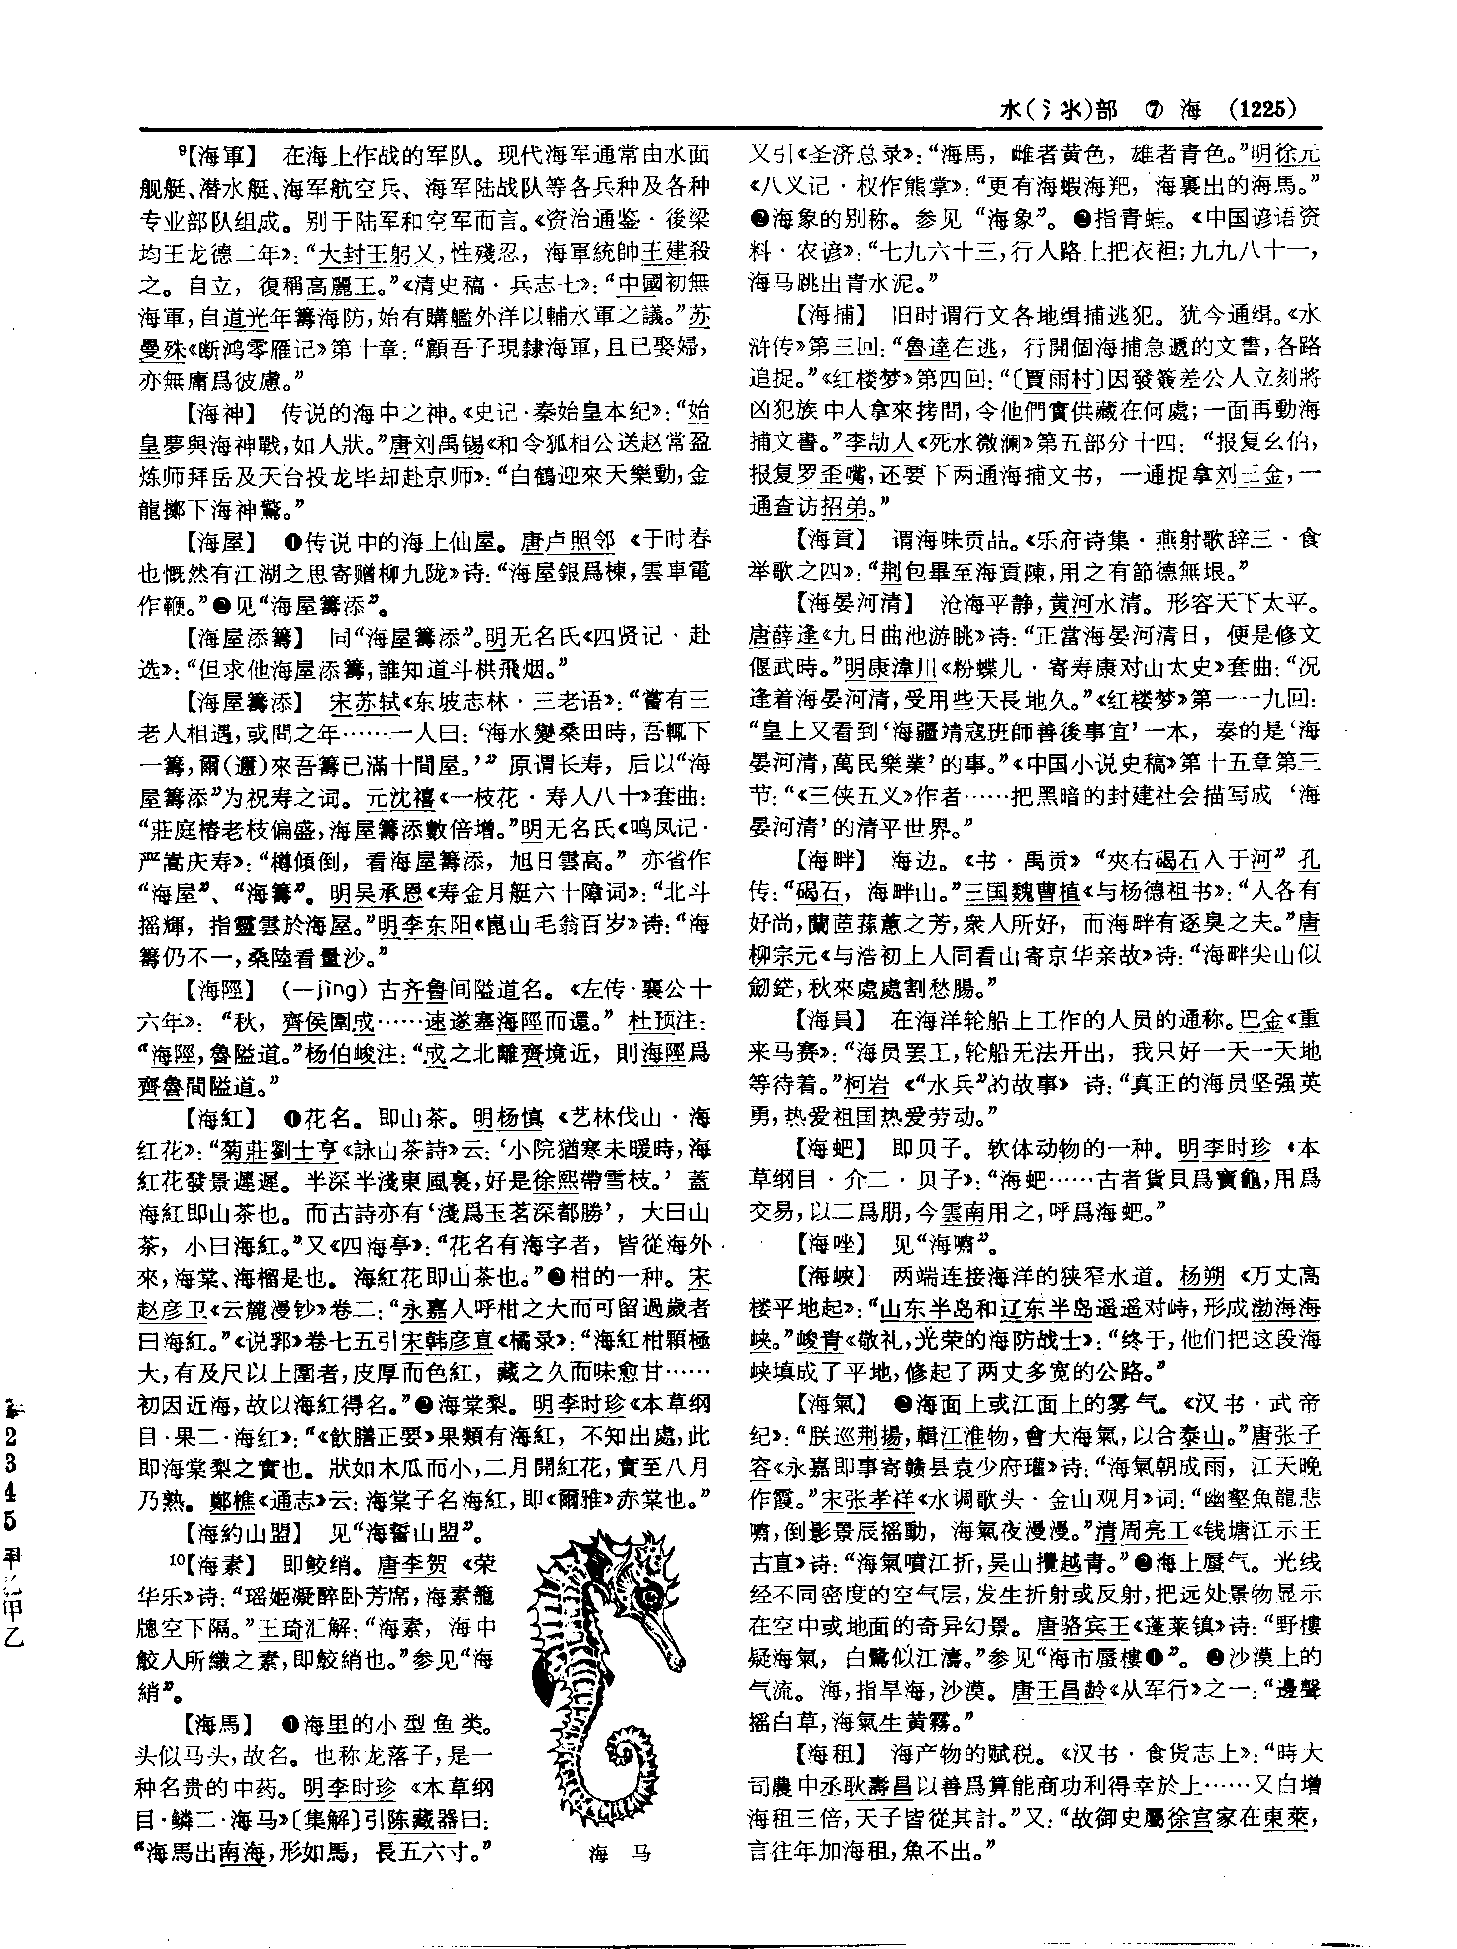 水(氵氺)部　⑦　海　(1225)
⁹【海軍】　在海上作战的军队。现代海军通常由水面
舰艇、潜水艇、海军航空兵、海军陆战队等各兵种及各种
专业部队组成。别于陆军和空军而言。《资治通鉴·後梁
均王龙德二年》：“大封王躬乂，性殘忍，海軍統帥王建殺
之。自立，復稱高麗王。”《清史稿·兵志七》：“中國初無
海軍，自道光年籌海防，始有購艦外洋以輔水軍之議。”苏
曼殊《断鸿零雁记》第十章：“顧吾子現隸海軍，且已娶婦，
亦無庸爲彼慮。”
【海神】　传说的海中之神。《史记·秦始皇本纪》：“始
皇夢與海神戰，如人狀。”唐刘禹锡《和令狐相公送赵常盈
炼师拜岳及天台投龙毕却赴京师》：“白鶴迎來天樂動，金
龍擲下海神驚。”
【海屋】　❶传说中的海上仙屋。唐卢照邻《于时春
也慨然有江湖之思寄赠柳九陇》诗：“海屋銀爲棟，雲車電
作鞭。”❷见“海屋籌添”。
【海屋添籌】　同“海屋籌添”。明无名氏《四贤记·赴
选》：“但求他海屋添籌，誰知道斗栱飛烟。”
【海屋籌添】　宋苏轼《东坡志林·三老语》：“嘗有三
老人相遇，或問之年……一人曰：‘海水變桑田時，吾輒下
一籌，爾(邇)來吾籌已滿十間屋。’”原谓长寿，后以“海
屋籌添”为祝寿之词。元沈禧《一枝花·寿人八十》套曲：
“莊庭椿老枝偏盛，海屋籌添數倍增。”明无名氏《鸣凤记·
严嵩庆寿》：“樽傾倒，看海屋籌添，旭日雲高。”亦省作
“海屋”、“海籌”。明吴承恩《寿金月艇六十障词》：“北斗
摇輝，指靈雲於海屋。”明李东阳《崑山毛翁百岁》诗：“海
籌仍不一，桑陸看量沙。”
【海陘】　(－jìng)古齐鲁间隘道名。《左传·襄公十
六年》：“秋，齊侯圍成……速遂塞海陘而還。”杜预注：
“海陘，魯隘道。”杨伯峻注：“成之北離齊境近，則海陘爲
齊魯間隘道。”
【海紅】　❶花名。即山茶。明杨慎《艺林伐山·海
红花》：“菊莊劉士亨《詠山茶詩》云：‘小院猶寒未暖時，海
紅花發景遲遲。半深半淺東風裏，好是徐熙帶雪枝。’蓋
海紅即山茶也。而古詩亦有‘淺爲玉茗深都勝’，大曰山
茶，小曰海紅。”又《四海亭》：“花名有海字者，皆從海外
來，海棠、海榴是也。海紅花即山茶也。”❷柑的一种。宋
赵彦卫《云麓漫钞》卷二：“永嘉人呼柑之大而可留過歲者
曰海紅。”《说郛》卷七五引宋韩彦直《橘录》：“海紅柑顆極
大，有及尺以上圍者，皮厚而色紅，藏之久而味愈甘……
初因近海，故以海紅得名。”❸海棠梨。明李时珍《本草纲
目·果二·海红》：“《飲膳正要》果類有海紅，不知出處，此
即海棠梨之實也。狀如木瓜而小，二月開紅花，實至八月
乃熟。鄭樵《通志》云：海棠子名海紅，即《爾雅》赤棠也。”
【海約山盟】　见“海誓山盟”。
¹⁰【海素】　即鲛绡。唐李贺《荣
华乐》诗：“瑶姬凝醉卧芳席，海素籠
牕空下隔。”王琦汇解：“海素，海中
鮫人所織之素，即鮫綃也。”参见“海
綃”。
【海馬】　❶海里的小型鱼类。
头似马头，故名。也称龙落子，是一
种名贵的中药。明李时珍《本草纲
目·鳞二·海马》〔集解〕引陈藏器曰：
“海馬出南海，形如馬，長五六寸。”
海　马
又引《圣济总录》：“海馬，雌者黄色，雄者青色。”明徐元
《八义记·权作熊掌》：“更有海蝦海羓，海裏出的海馬。”
❷海象的别称。参见“海象”。❸指青蛙。《中国谚语资
料·农谚》：“七九六十三，行人路上把衣袒；九九八十一，
海马跳出青水泥。”
【海捕】　旧时谓行文各地缉捕逃犯。犹今通缉。《水
浒传》第三回：“魯達在逃，行開個海捕急遞的文書，各路
追捉。”《红楼梦》第四回：“〔賈雨村〕因發簽差公人立刻將
凶犯族中人拿來拷問，令他們實供藏在何處；一面再動海
捕文書。”李劼人《死水微澜》第五部分十四：“报复幺伯，
报复罗歪嘴，还要下两通海捕文书，一通捉拿刘三金，一
通查访招弟。”
【海貢】　谓海味贡品。《乐府诗集·燕射歌辞三·食
举歌之四》：“荆包畢至海貢陳，用之有節德無垠。”
【海晏河清】　沧海平静，黄河水清。形容天下太平。
唐薛逢《九日曲池游眺》诗：“正當海晏河清日，便是修文
偃武時。”明康漳川《粉蝶儿·寄寿康对山太史》套曲：“况
逢着海晏河清，受用些天長地久。”《红楼梦》第一一九回：
“皇上又看到‘海疆靖寇班師善後事宜’一本，奏的是‘海
晏河清，萬民樂業’的事。”《中国小说史稿》第十五章第三
节：“《三侠五义》作者……把黑暗的封建社会描写成‘海
晏河清’的清平世界。”
【海畔】　海边。《书·禹贡》“夾右碣石入于河”孔
传：“碣石，海畔山。”三国魏曹植《与杨德祖书》：“人各有
好尚，蘭茝蓀蕙之芳，衆人所好，而海畔有逐臭之夫。”唐
柳宗元《与浩初上人同看山寄京华亲故》诗：“海畔尖山似
劒鋩，秋來處處割愁腸。”
【海員】　在海洋轮船上工作的人员的通称。巴金《重
来马赛》：“海员罢工，轮船无法开出，我只好一天一天地
等待着。”柯岩《“水兵”的故事》诗：“真正的海员坚强英
勇，热爱祖国热爱劳动。”
【海𧵅】　即贝子。软体动物的一种。明李时珍《本
草纲目·介二·贝子》：“海𧵅……古者貨貝爲寶龜，用爲
交易，以二爲朋，今雲南用之，呼爲海𧵅。”
【海唑】　见“海嘯”。
【海峽】　两端连接海洋的狭窄水道。杨朔《万丈高
楼平地起》：“山东半岛和辽东半岛遥遥对峙，形成渤海海
峡。”峻青《敬礼，光荣的海防战士》：“终于，他们把这段海
峡填成了平地，修起了两丈多宽的公路。”
【海氣】　❶海面上或江面上的雾气。《汉书·武帝
纪》：“朕巡荆揚，輯江淮物，會大海氣，以合泰山。”唐张子
容《永嘉即事寄赣县袁少府瓘》诗：“海氣朝成雨，江天晚
作霞。”宋张孝祥《水调歌头·金山观月》词：“幽壑魚龍悲
嘯，倒影景辰摇動，海氣夜漫漫。”清周亮工《钱塘江示王
古直》诗：“海氣噴江折，吴山攬越青。”❷海上蜃气。光线
经不同密度的空气层，发生折射或反射，把远处景物显示
在空中或地面的奇异幻景。唐骆宾王《蓬莱镇》诗：“野樓
疑海氣，白鷺似江濤。”参见“海市蜃樓❶”。❸沙漠上的
气流。海，指旱海，沙漠。唐王昌龄《从军行》之一：“邊聲
摇白草，海氣生黄霧。”
【海租】　海产物的赋税。《汉书·食货志上》：“時大
司農中丞耿壽昌以善爲算能商功利得幸於上……又白增
海租三倍，天子皆從其計。”又：“故御史屬徐宫家在東萊，
言往年加海租，魚不出。”
2
3
4
5
甲
甲
乙